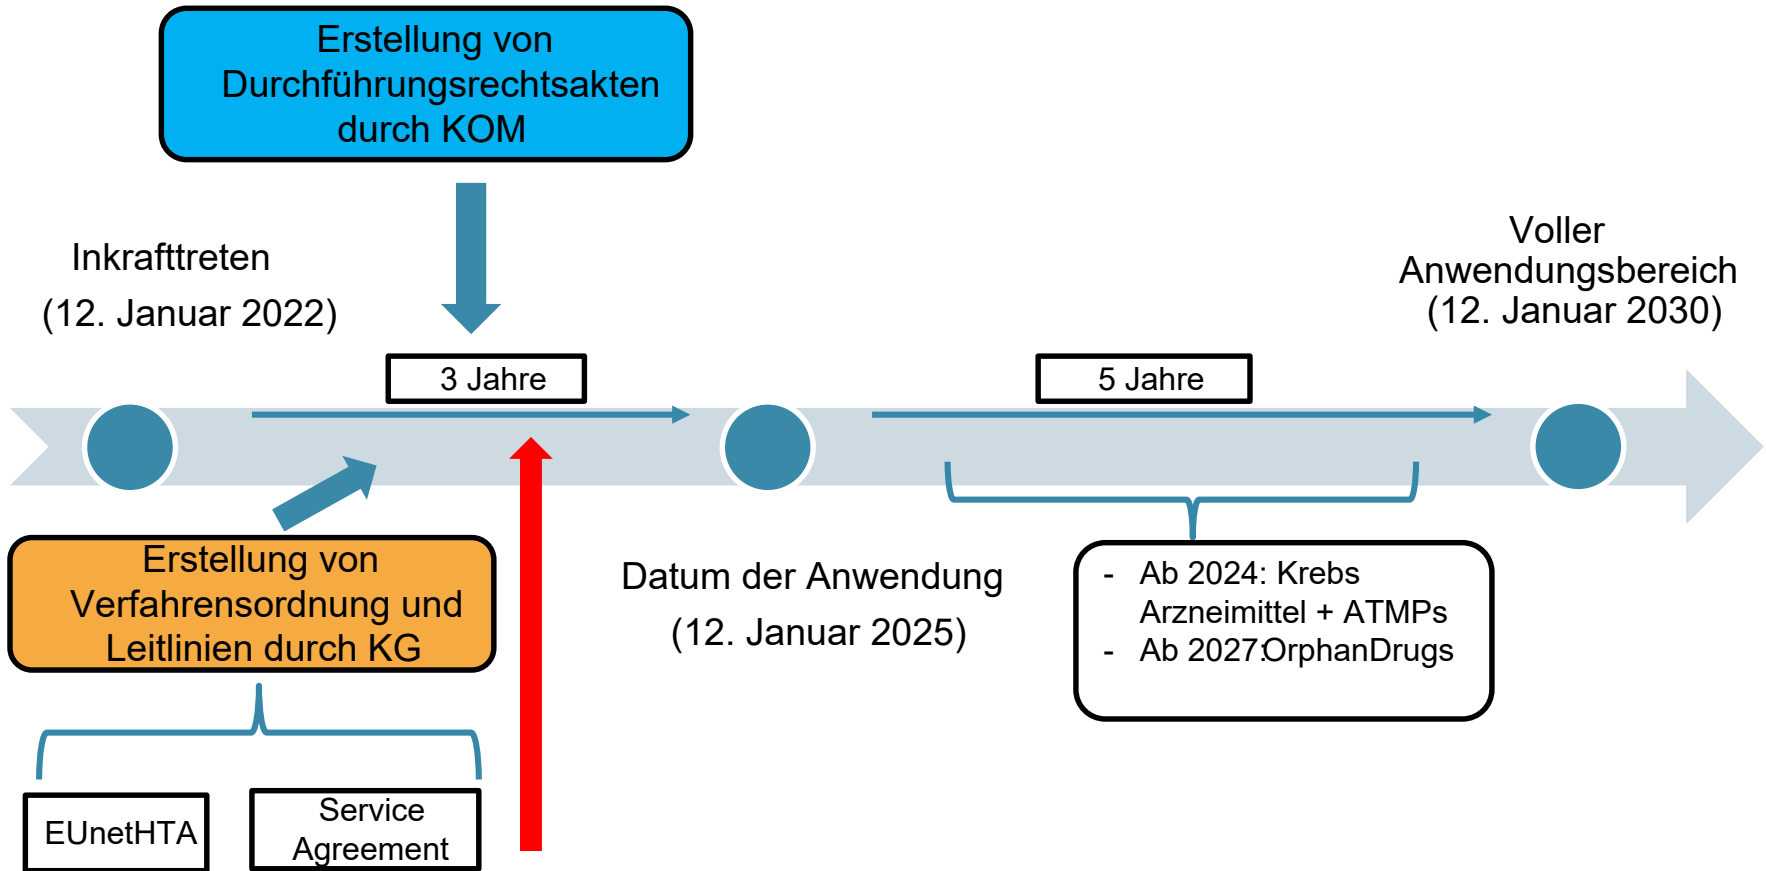 Erstellung von
Durchführungsrechtsakten
durch KOM
Inkrafttreten
(12. Januar 2022)
Voller
Anwendungsbereich
(12. Januar 2030)
3 Jahre
5 Jahre
Erstellung von
Verfahrensordnung und
Leitlinien durch KG
Datum der Anwendung
(12. Januar 2025)
- Ab 2024: Krebs
Arzneimittel + ATMPs
- Ab 2027:OrphanDrugs
EUnetHTA
Service
Agreement